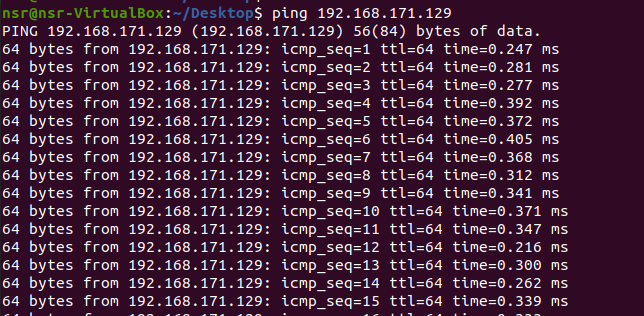 nsr@nsr-VirtualBox:~/Desktop$ ping 192.168.171.129
PING 192.168.171.129 (192.168.171.129) 56(84) bytes of data.
64 bytes from 192.168.171.129: icmp_seq=1 ttl=64 time=0.247 ms
64 bytes from 192.168.171.129: icmp_seq=2 ttl=64 time=0.281 ms
64 bytes from 192.168.171.129: icmp_seq=3 ttl=64 time=0.277 ms
64 bytes from 192.168.171.129: icmp_seq=4 ttl=64 time=0.392 ms
64 bytes from 192.168.171.129: icmp_seq=5 ttl=64 time=0.372 ms
64 bytes from 192.168.171.129: icmp_seq=6 ttl=64 time=0.405 ms
64 bytes from 192.168.171.129: icmp_seq=7 ttl=64 time=0.368 ms
64 bytes from 192.168.171.129: icmp_seq=8 ttl=64 time=0.312 ms
64 bytes from 192.168.171.129: icmp_seq=9 ttl=64 time=0.341 ms
64 bytes from 192.168.171.129: icmp_seq=10 ttl=64 time=0.371 ms
64 bytes from 192.168.171.129: icmp_seq=11 ttl=64 time=0.347 ms
64 bytes from 192.168.171.129: icmp_seq=12 ttl=64 time=0.216 ms
64 bytes from 192.168.171.129: icmp_seq=13 ttl=64 time=0.300 ms
64 bytes from 192.168.171.129: icmp_seq=14 ttl=64 time=0.262 ms
64 bytes from 192.168.171.129: icmp_seq=15 ttl=64 time=0.339 ms